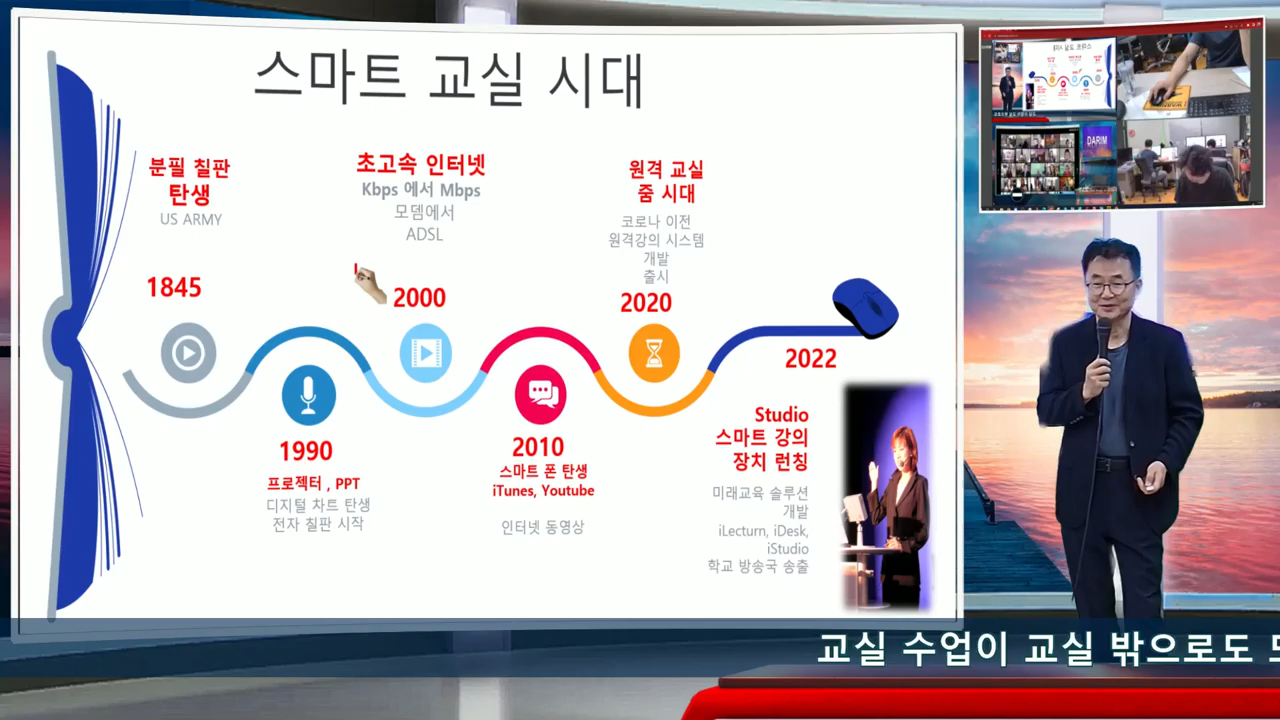 스마트 교실 시대
분필 칠판
탄생
US ARMY
1845
초고속 인터넷
Kbps 에서 Mbps
모뎀에서
ADSL
2000
원격 교실
줌 시대
코로나 이전
원격강의 시스템
개발
출시
2020
2022
1990
프로젝터 , PPT
디지털 차트 탄생
전자 칠판 시작
2010
스마트 폰 탄생
iTunes, Youtube
인터넷 동영상
Studio
스마트 강의
장치 런칭
미래교육 솔루션
개발
iLecturn, iDesk,
iStudio
학교 방송국 송출
DARIM
교실 수업이 교실 밖으로도